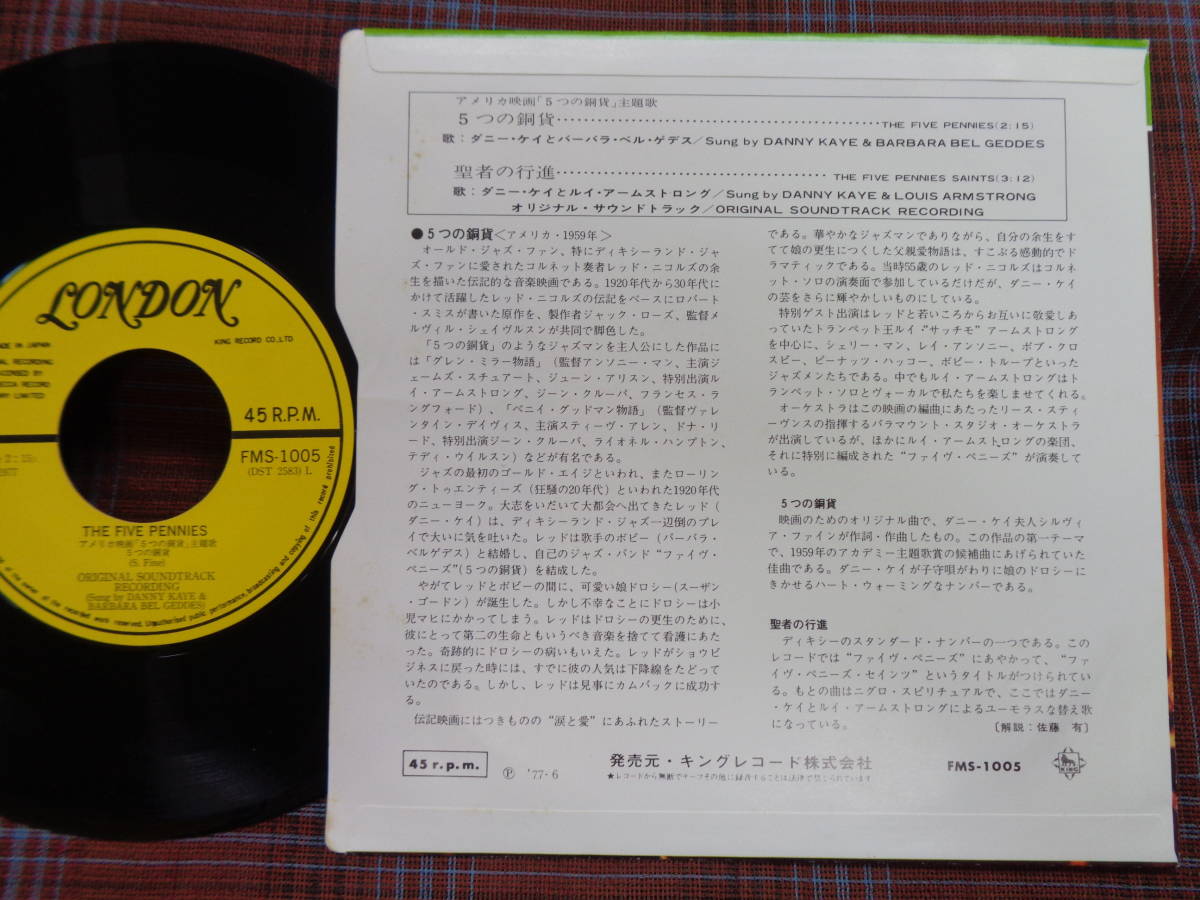 LONDON
KING RECORD CO., LTD
MADE IN JAPAN
45 R.P.M.
FMS-1005
(DST 2583) L
THE FIVE PENNIES
アメリカ映画「5つの銅貨」主題歌
5つの銅貨
(S. Fine)
ORIGINAL SOUNDTRACK
RECORDING
(Sung by DANNY KAYE &
BARBARA BEL GEDDES)
アメリカ映画「5つの銅貨」主題歌
5つの銅貨………………………………………THE FIVE PENNIES(2:15)
歌:ダニー・ケイとバーバラ・ベル・ゲデス/Sung by DANNY KAYE & BARBARA BEL GEDDES
聖者の行進………………………………… THE FIVE PENNIES SAINTS(3:12)
歌:ダニー・ケイとルイ・アームストロング/Sung by DANNY KAYE & LOUIS ARMSTRONG
オリジナル・サウンドトラック/ORIGINAL SOUNDTRACK RECORDING
●5つの銅貨<アメリカ・1959年>
オールド・ジャズ・ファン、特にディキシーランド・ジャ
ズ・ファンに愛されたコルネット奏者レッド・ニコルズの余
生を描いた伝記的な音楽映画である。1920年代から30年代に
かけて活躍したレッド・ニコルズの伝記をベースにロバート
・スミスが書いた原作を、製作者ジャック・ローズ、監督メ
ルヴィル・シェイヴルスンが共同で脚色した。
「5つの銅貨」のようなジャズマンを主人公にした作品に
は「グレン・ミラー物語」(監督アンソニー・マン、主演ジ
ェームズ・スチュアート、ジューン・アリスン、特別出演ル
イ・アームストロング、ジーン・クルーパ、フランセス・ラ
ングフォード)、「ベニイ・グッドマン物語」(監督ヴァレ
ンタイン・デイヴィス、主演スティーヴ・アレン、ドナ・リ
ード、特別出演ジーン・クルーパ、ライオネル・ハンプトン、
テディ・ウイルスン)などが有名である。
ジャズの最初のゴールド・エイジといわれ、またローリン
グ・トゥエンティーズ(狂騒の20年代)といわれた1920年代
のニューヨーク。大志をいだいて大都会へ出てきたレッド(
ダニー・ケイ)は、ディキシーランド・ジャズ一辺倒のプレ
イで大いに気を吐いた。レッドは歌手のボビー(バーバラ・
ベルゲデス)と結婚し、自己のジャズ・バンド“ファイヴ・
ペニーズ”(5つの銅貨)を結成した。
やがてレッドとボビーの間に、可愛い娘ドロシー(スーザン
・ゴードン)が誕生した。しかし不幸なことにドロシーは小
児マヒにかかってしまう。レッドはドロシーの更生のために、
彼にとって第二の生命ともいうべき音楽を捨てて看護にあた
った。奇跡的にドロシーの病いもいえた。レッドがショウビ
ジネスに戻った時には、すでに彼の人気は下降線をたどって
いたのである。しかし、レッドは見事にカムバックに成功す
る。
伝記映画にはつきものの“涙と愛”にあふれたストーリー
である。華やかなジャズマンでありながら、自分の余生をす
てて娘の更生につくした父親愛物語は、すこぶる感動的でド
ラマティックである。当時55歳のレッド・ニコルズはコルネ
ット・ソロの演奏面で参加しているだけだが、ダニー・ケイ
の芸をさらに輝やかしいものにしている。
特別ゲスト出演はレッドと若いころからお互いに敬愛しあ
っていたトランペット王ルイ・“サッチモ”アームストロング
を中心に、シェリー・マン、レイ・アンソニー、ボブ・クロ
スビー、ピーナッツ・ハッコー、ボビー・トループといった
ジャズメンたちである。中でもルイ・アームストロングはト
ランペット・ソロとヴォーカルで私たちを楽しませてくれる。
オーケストラはこの映画の編曲にあたったリース・スティ
ーヴンスの指揮するパラマウント・スタジオ・オーケストラ
が出演しているが、ほかにルイ・アームストロングの楽団、
それに特別に編成された“ファイヴ・ペニーズ”が演奏して
いる。
5つの銅貨
映画のためのオリジナル曲で、ダニー・ケイ夫人シルヴィ
ア・ファインが作詞・作曲したもの。この作品の第一テーマ
で、1959年のアカデミー主題歌賞の候補曲にあげられていた
佳曲である。ダニー・ケイが子守唄がわりに娘のドロシーに
きかせるハート・ウォーミングなナンバーである。
聖者の行進
ディキシーのスタンダード・ナンバーの一つである。この
レコードでは“ファイヴ・ペニーズ”にあやかって、“ファ
イヴ・ペニーズ・セインツ”というタイトルがつけられてい
る。もとの曲はニグロ・スピリチュアルで、ここではダニー
・ケイとルイ・アームストロングによるユーモラスな替え歌
になっている。 〔解説:佐藤 有〕
45 r.p.m.
Ⓟ '77・6
発売元・キングレコード株式会社
★レコードから無断でテープその他に録音することは法律で禁じられています
FMS-1005
KING